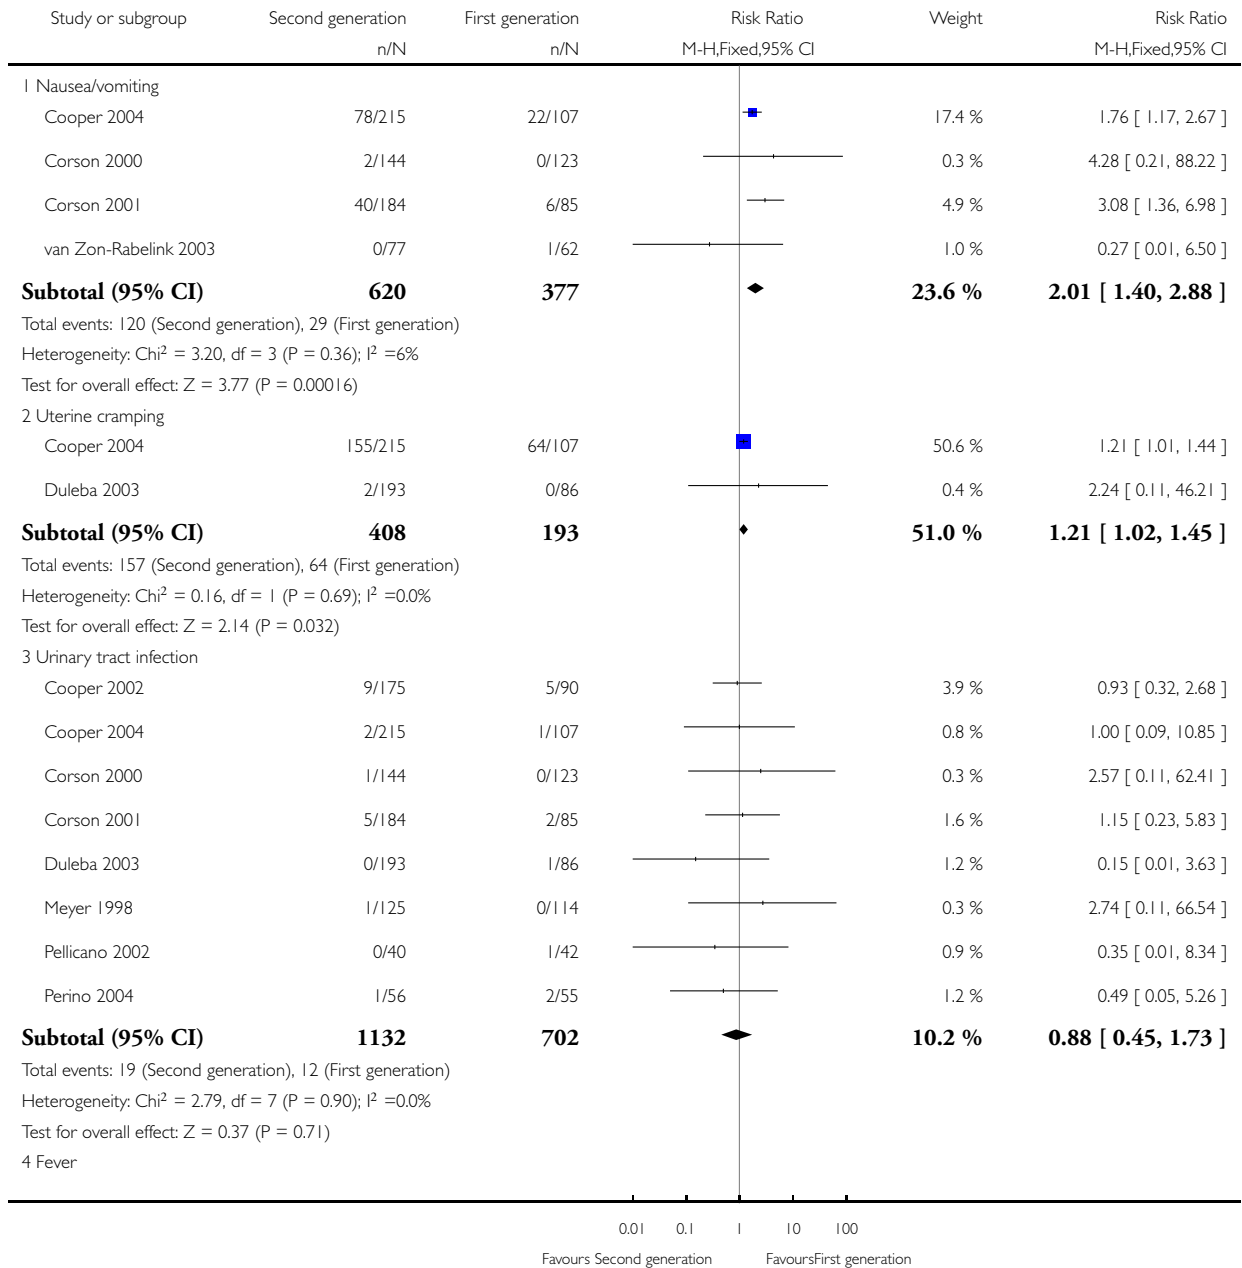 Study or subgroup Second generation First generation Risk Ratio Weight Risk Ratio
n/N n/N M-H,Fixed,95% CI M-H,Fixed,95% CI
1 Nausea/vomiting
Cooper 2004 78/215 22/107 17.4 % 1.76 [ 1.17, 2.67 ]
Corson 2000 2/144 0/123 0.3 % 4.28 [ 0.21, 88.22 ]
Corson 2001 40/184 6/85 4.9 % 3.08 [ 1.36, 6.98 ]
van Zon-Rabelink 2003 0/77 1/62 1.0 % 0.27 [ 0.01, 6.50 ]
Subtotal (95% CI) 620 377 23.6 % 2.01 [ 1.40, 2.88 ]
Total events: 120 (Second generation), 29 (First generation)
Heterogeneity: Chi² = 3.20, df = 3 (P = 0.36); I² =6%
Test for overall effect: Z = 3.77 (P = 0.00016)
2 Uterine cramping
Cooper 2004 155/215 64/107 50.6 % 1.21 [ 1.01, 1.44 ]
Duleba 2003 2/193 0/86 0.4 % 2.24 [ 0.11, 46.21 ]
Subtotal (95% CI) 408 193 51.0 % 1.21 [ 1.02, 1.45 ]
Total events: 157 (Second generation), 64 (First generation)
Heterogeneity: Chi² = 0.16, df = 1 (P = 0.69); I² =0.0%
Test for overall effect: Z = 2.14 (P = 0.032)
3 Urinary tract infection
Cooper 2002 9/175 5/90 3.9 % 0.93 [ 0.32, 2.68 ]
Cooper 2004 2/215 1/107 0.8 % 1.00 [ 0.09, 10.85 ]
Corson 2000 1/144 0/123 0.3 % 2.57 [ 0.11, 62.41 ]
Corson 2001 5/184 2/85 1.6 % 1.15 [ 0.23, 5.83 ]
Duleba 2003 0/193 1/86 1.2 % 0.15 [ 0.01, 3.63 ]
Meyer 1998 1/125 0/114 0.3 % 2.74 [ 0.11, 66.54 ]
Pellicano 2002 0/40 1/42 0.9 % 0.35 [ 0.01, 8.34 ]
Perino 2004 1/56 2/55 1.2 % 0.49 [ 0.05, 5.26 ]
Subtotal (95% CI) 1132 702 10.2 % 0.88 [ 0.45, 1.73 ]
Total events: 19 (Second generation), 12 (First generation)
Heterogeneity: Chi² = 2.79, df = 7 (P = 0.90); I² =0.0%
Test for overall effect: Z = 0.37 (P = 0.71)
4 Fever
0.01 0.1 1 10 100
Favours Second generation FavoursFirst generation